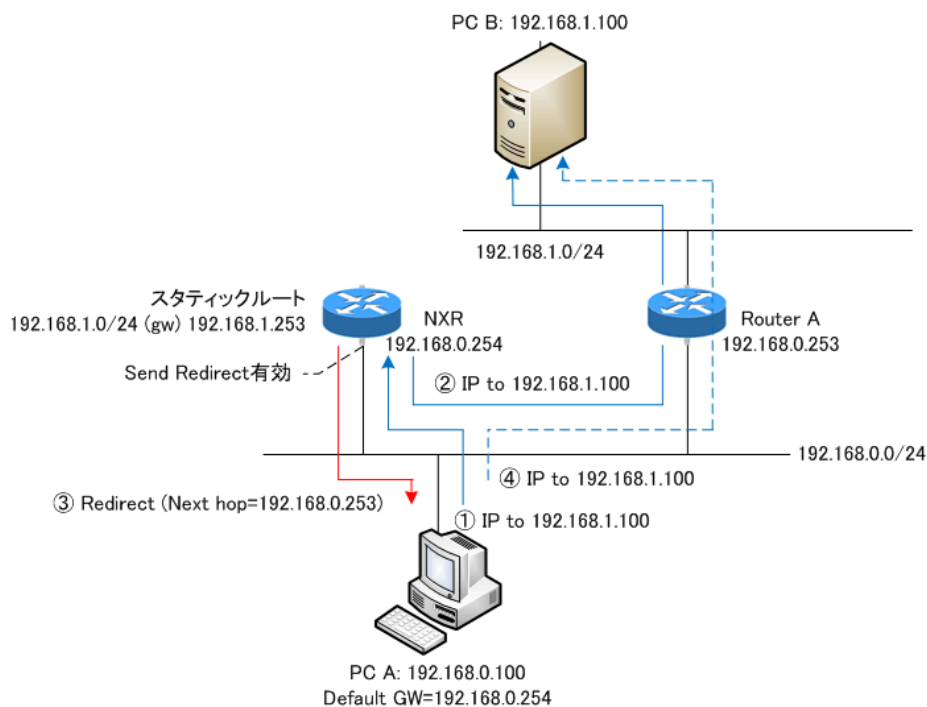 PC B: 192.168.1.100
192.168.1.0/24
スタティックルート
192.168.1.0/24 (gw) 192.168.1.253
NXR
192.168.0.254
Router A
192.168.0.253
Send Redirect有効
② IP to 192.168.1.100
192.168.0.0/24
④ IP to 192.168.1.100
③ Redirect (Next hop=192.168.0.253)
① IP to 192.168.1.100
PC A: 192.168.0.100
Default GW=192.168.0.254